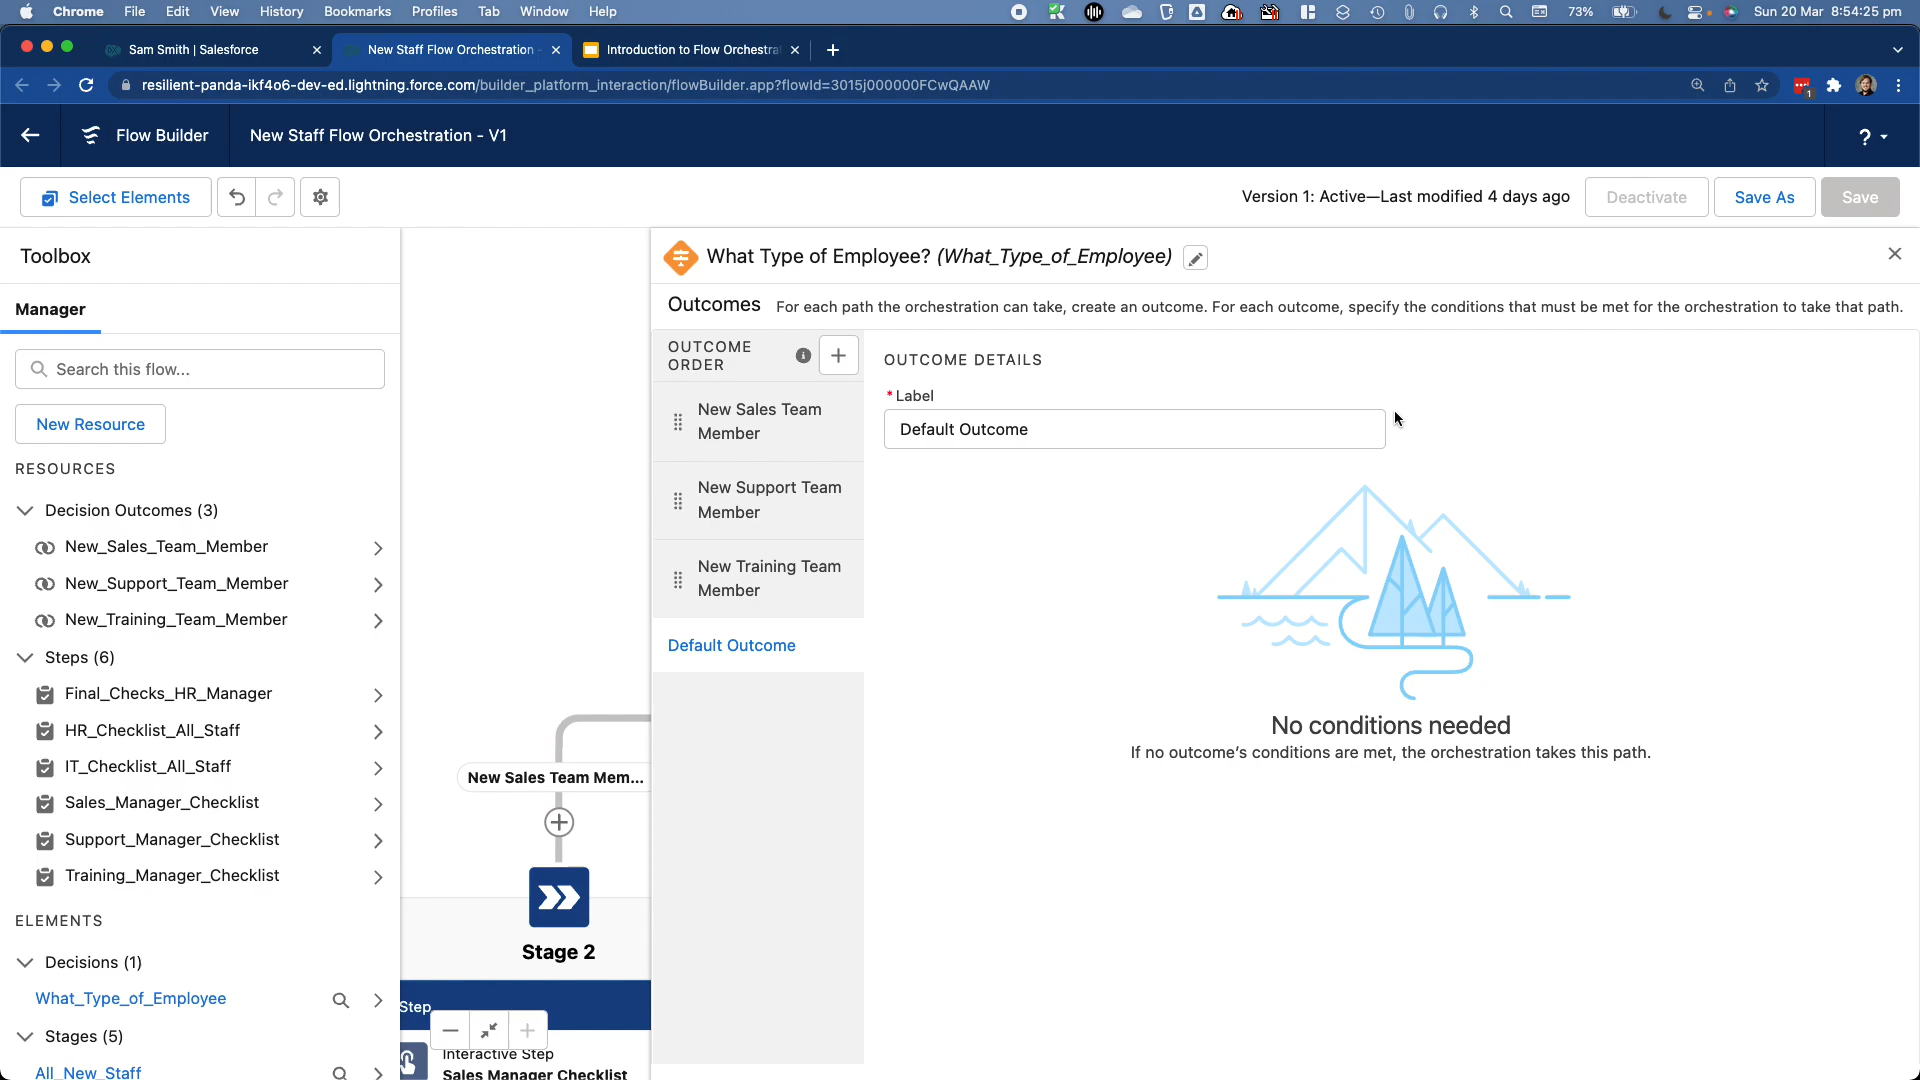 Chrome File Edit View History Bookmarks Profiles Tab Window Help
73% Sun 20 Mar 8:54:25 pm
Sam Smith | Salesforce
New Staff Flow Orchestration -
Introduction to Flow Orchestra
resilient-panda-ikf4o6-dev-ed.lightning.force.com/builder_platform_interaction/flowBuilder.app?flowId=3015j000000FCwQAAW
1
Flow Builder
New Staff Flow Orchestration - V1
?
Select Elements
Version 1: Active—Last modified 4 days ago
Deactivate
Save As
Save
Toolbox
Manager
Search this flow...
New Resource
RESOURCES
Decision Outcomes (3)
New_Sales_Team_Member
New_Support_Team_Member
New_Training_Team_Member
Steps (6)
Final_Checks_HR_Manager
HR_Checklist_All_Staff
IT_Checklist_All_Staff
Sales_Manager_Checklist
Support_Manager_Checklist
Training_Manager_Checklist
ELEMENTS
Decisions (1)
What_Type_of_Employee
Stages (5)
All_New_Staff
New Sales Team Mem...
Stage 2
Step
Interactive Step
Sales Manager Checklist
What Type of Employee? (What_Type_of_Employee)
Outcomes For each path the orchestration can take, create an outcome. For each outcome, specify the conditions that must be met for the orchestration to take that path.
OUTCOME
ORDER
New Sales Team
Member
New Support Team
Member
New Training Team
Member
Default Outcome
OUTCOME DETAILS
* Label
Default Outcome
No conditions needed
If no outcome's conditions are met, the orchestration takes this path.